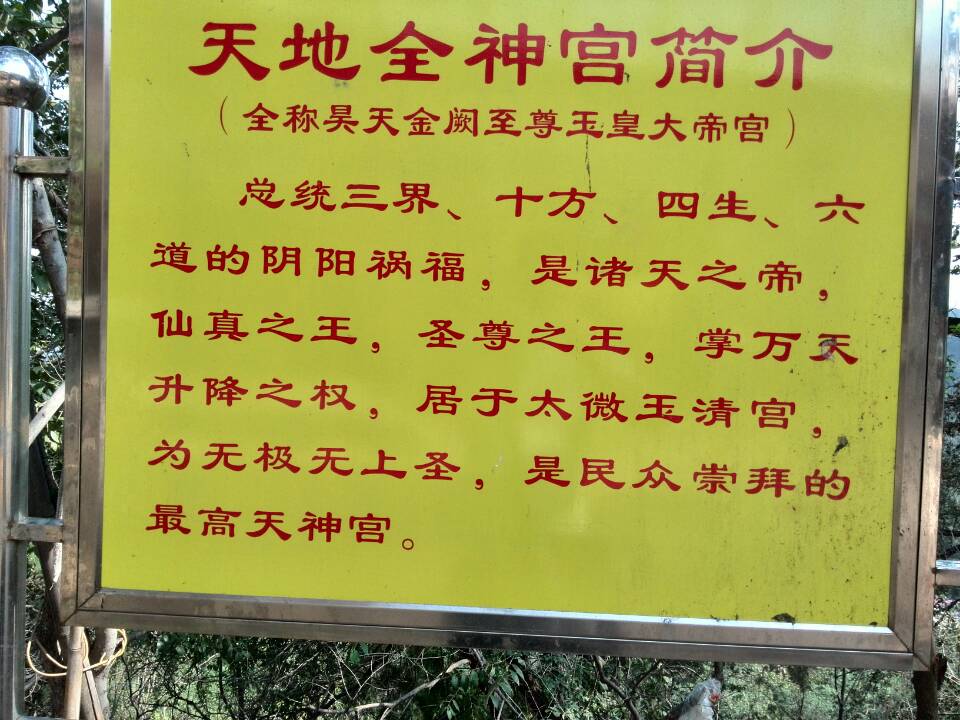 天地全神宫简介
（全称昊天金阙至尊玉皇大帝宫）
总统三界、十方、四生、六
道的阴阳祸福，是诸天之帝，
仙真之王，圣尊之王，掌万天
升降之权，居于太微玉清宫，
为无极无上圣，是民众崇拜的
最高天神宫。